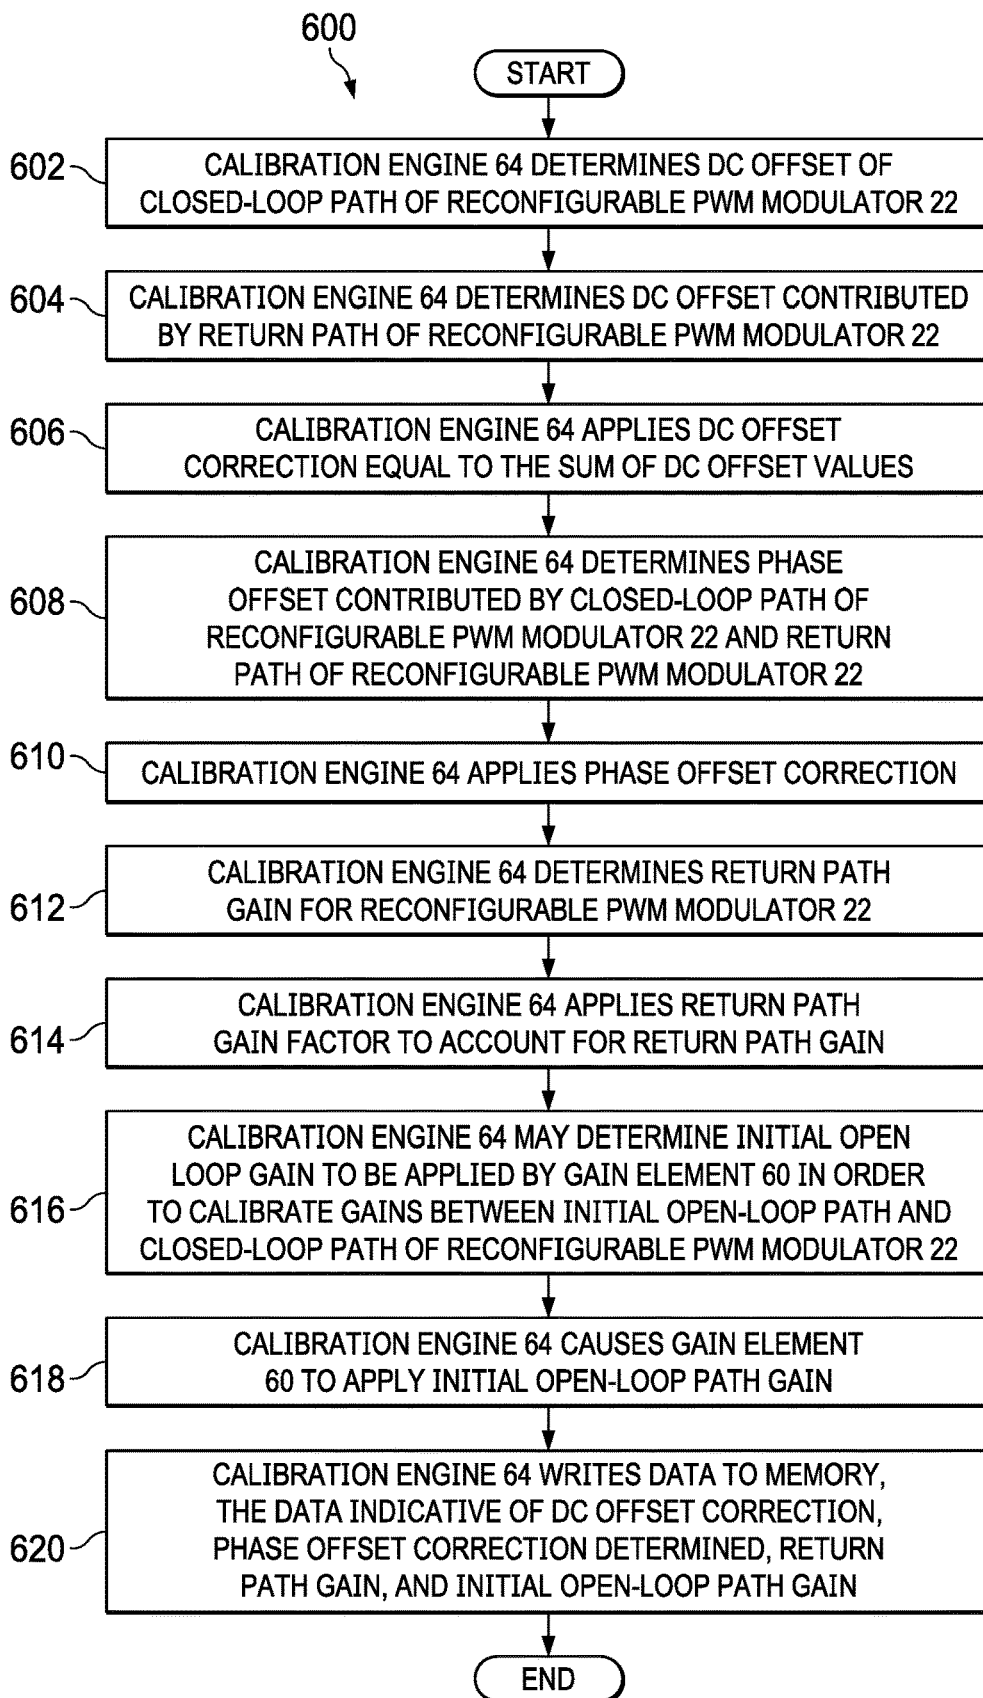 600
START
602
CALIBRATION ENGINE 64 DETERMINES DC OFFSET OF
CLOSED-LOOP PATH OF RECONFIGURABLE PWM MODULATOR 22
604
CALIBRATION ENGINE 64 DETERMINES DC OFFSET CONTRIBUTED
BY RETURN PATH OF RECONFIGURABLE PWM MODULATOR 22
606
CALIBRATION ENGINE 64 APPLIES DC OFFSET
CORRECTION EQUAL TO THE SUM OF DC OFFSET VALUES
608
CALIBRATION ENGINE 64 DETERMINES PHASE
OFFSET CONTRIBUTED BY CLOSED-LOOP PATH OF
RECONFIGURABLE PWM MODULATOR 22 AND RETURN
PATH OF RECONFIGURABLE PWM MODULATOR 22
610
CALIBRATION ENGINE 64 APPLIES PHASE OFFSET CORRECTION
612
CALIBRATION ENGINE 64 DETERMINES RETURN PATH
GAIN FOR RECONFIGURABLE PWM MODULATOR 22
614
CALIBRATION ENGINE 64 APPLIES RETURN PATH
GAIN FACTOR TO ACCOUNT FOR RETURN PATH GAIN
616
CALIBRATION ENGINE 64 MAY DETERMINE INITIAL OPEN
LOOP GAIN TO BE APPLIED BY GAIN ELEMENT 60 IN ORDER
TO CALIBRATE GAINS BETWEEN INITIAL OPEN-LOOP PATH AND
CLOSED-LOOP PATH OF RECONFIGURABLE PWM MODULATOR 22
618
CALIBRATION ENGINE 64 CAUSES GAIN ELEMENT
60 TO APPLY INITIAL OPEN-LOOP PATH GAIN
620
CALIBRATION ENGINE 64 WRITES DATA TO MEMORY,
THE DATA INDICATIVE OF DC OFFSET CORRECTION,
PHASE OFFSET CORRECTION DETERMINED, RETURN
PATH GAIN, AND INITIAL OPEN-LOOP PATH GAIN
END